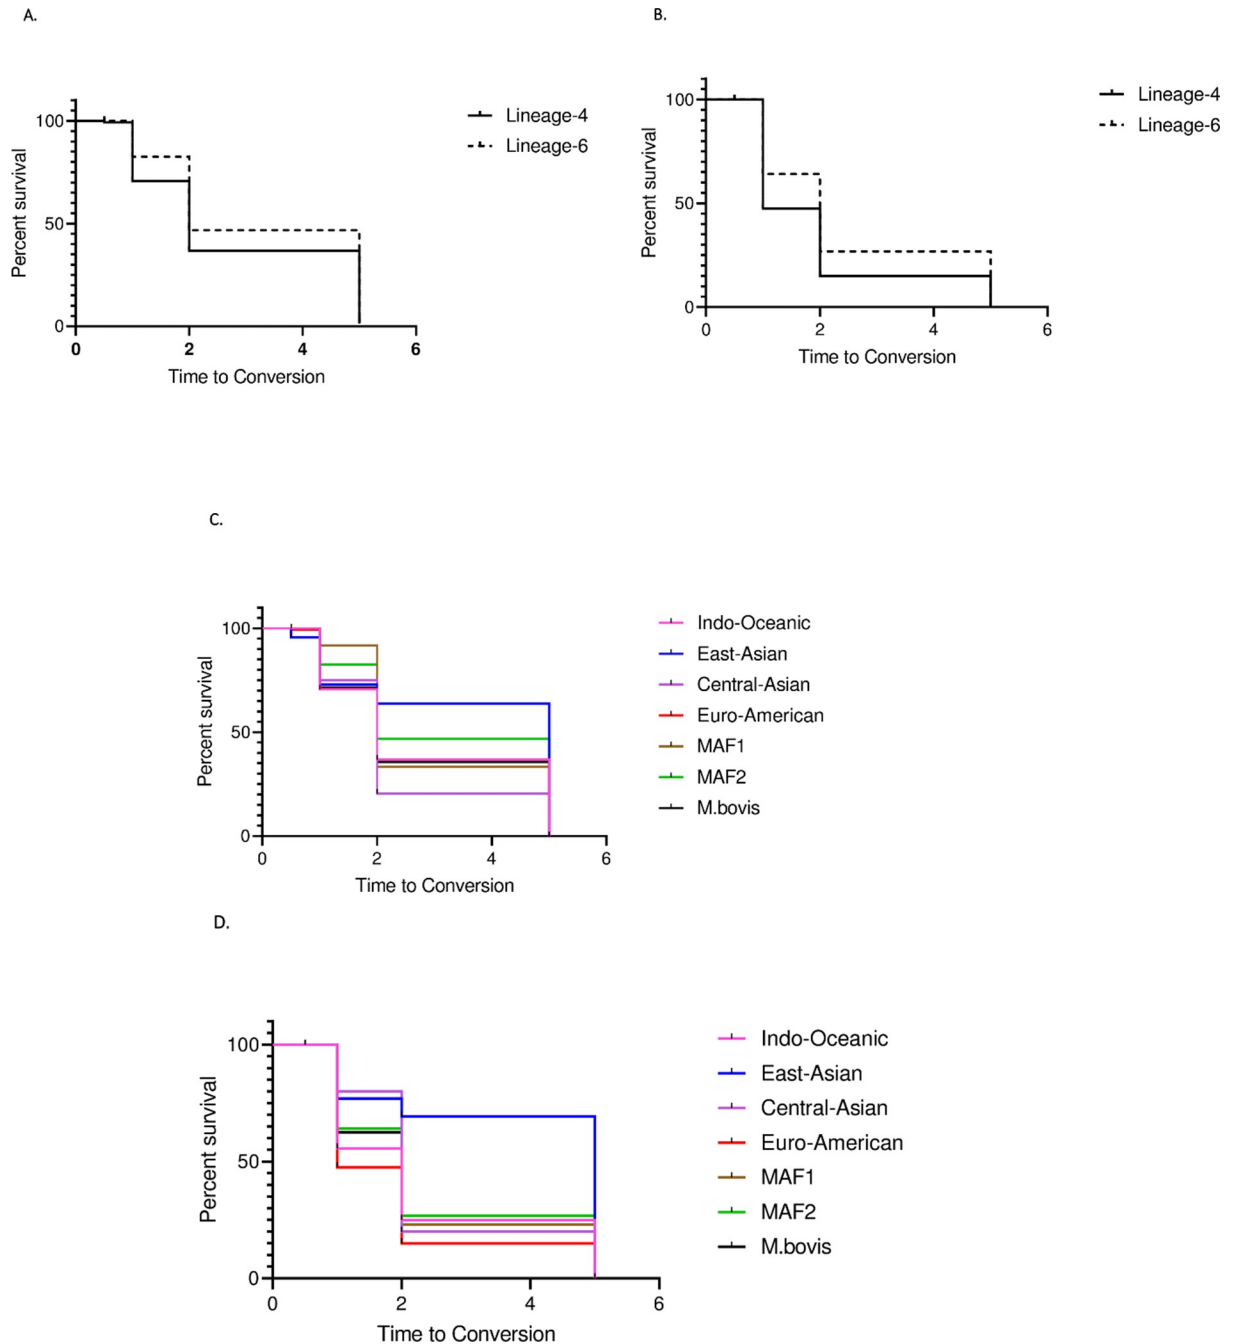 A.
Percent survival
100
50
0
0 2 4 6
Time to Conversion
Lineage-4
Lineage-6
B.
Percent survival
100
50
0
0 2 4 6
Time to Conversion
Lineage-4
Lineage-6
C.
Percent survival
100
50
0
0 2 4 6
Time to Conversion
Indo-Oceanic
East-Asian
Central-Asian
Euro-American
MAF1
MAF2
M.bovis
D.
Percent survival
100
50
0
0 2 4 6
Time to Conversion
Indo-Oceanic
East-Asian
Central-Asian
Euro-American
MAF1
MAF2
M.bovis